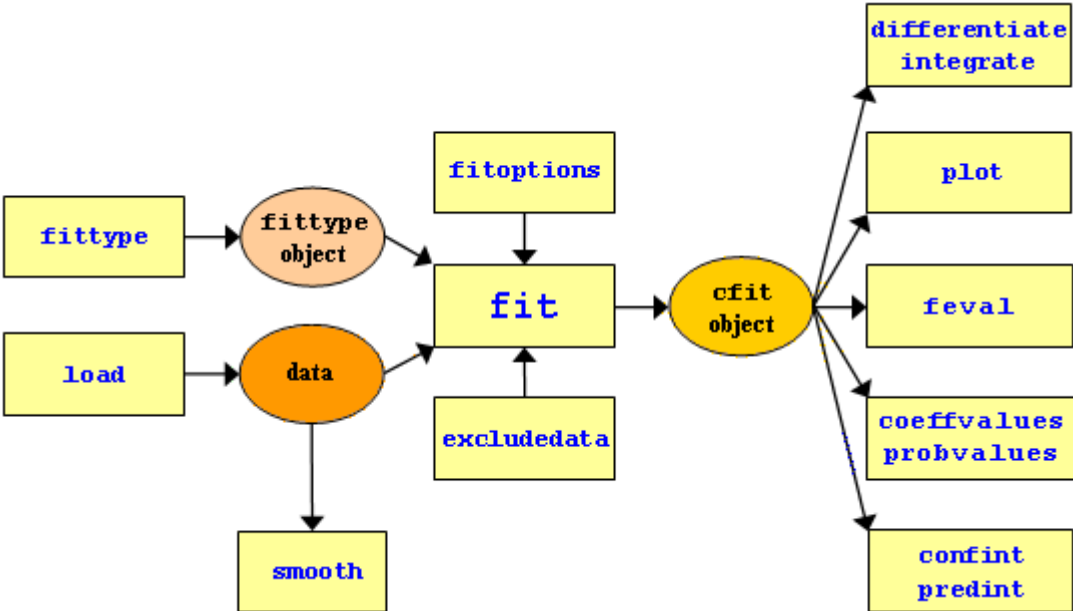 differentiate
integrate
fitoptions
plot
fittype
fittype
object
fit
cfit
object
feval
load
data
excludedata
coeffvalues
probvalues
smooth
confint
predint